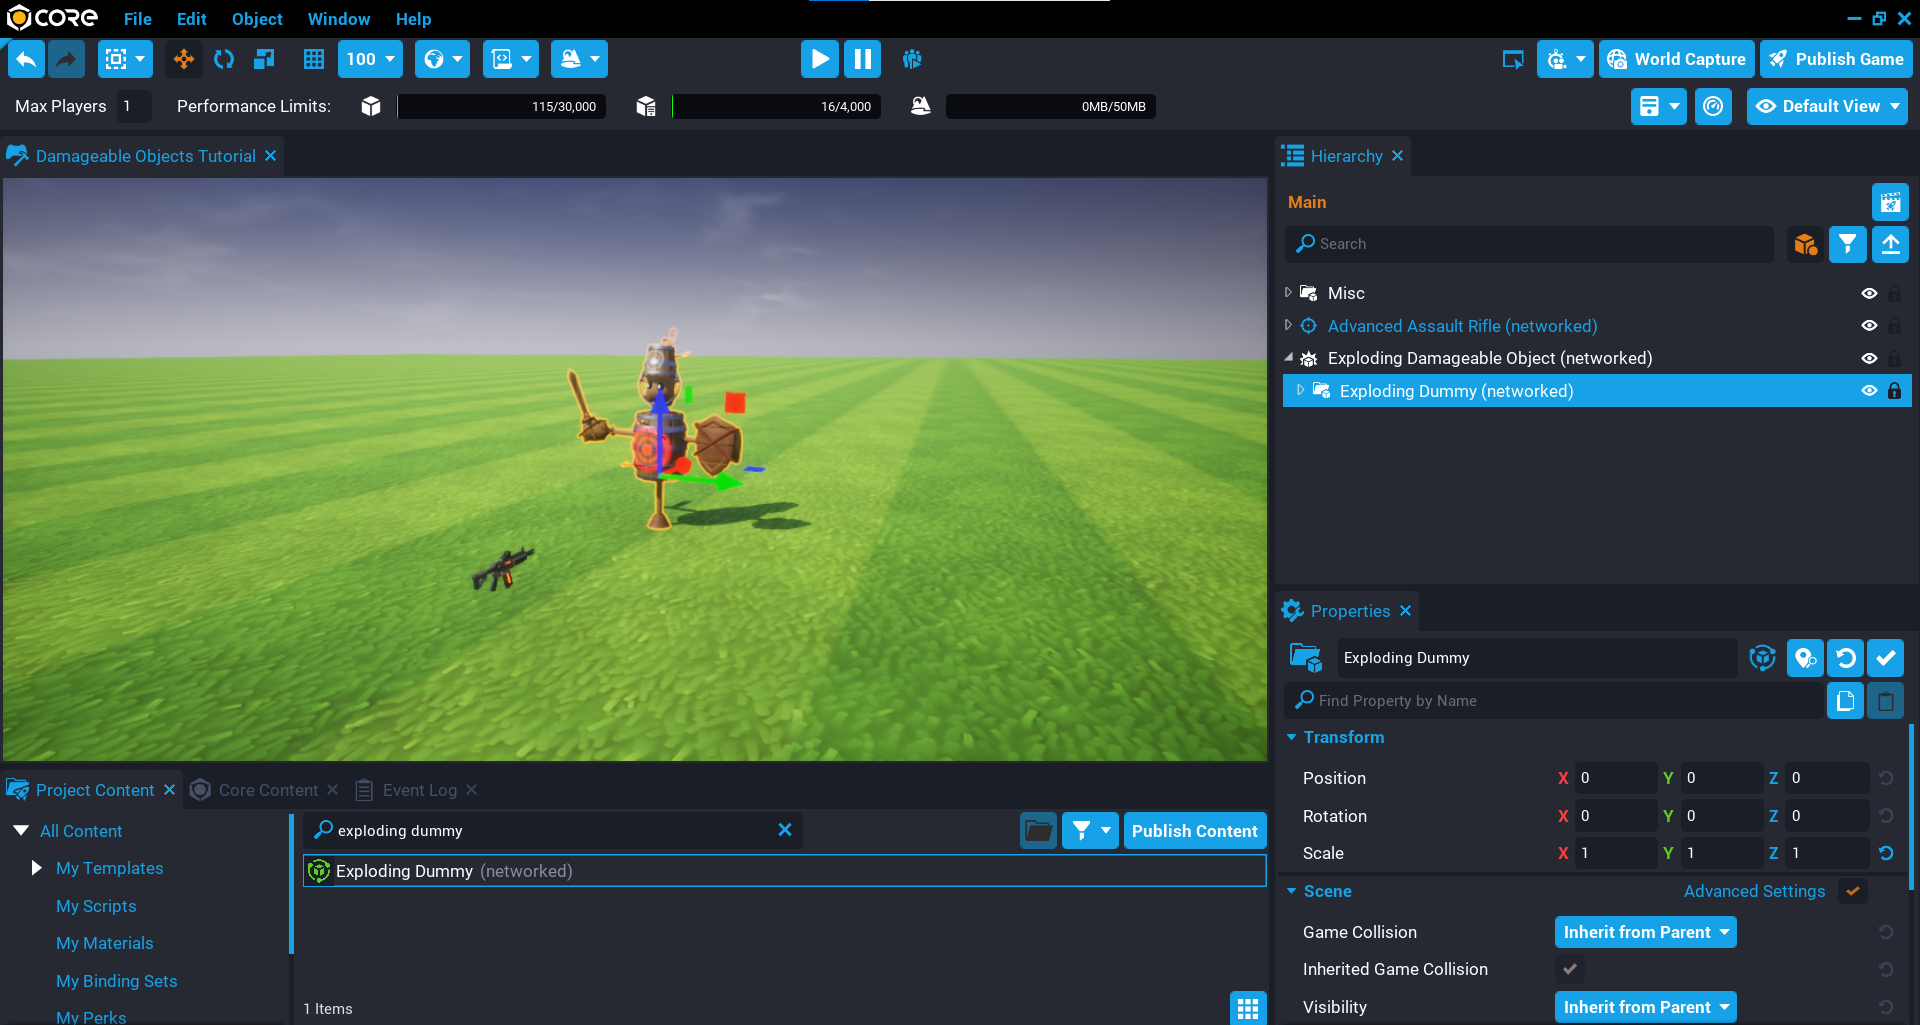 CORE File Edit Object Window Help
100 World Capture Publish Game
Max Players 1 Performance Limits: 115/30,000 16/4,000 0MB/50MB Default View
Damageable Objects Tutorial
Hierarchy
Main
Search
Misc
Advanced Assault Rifle (networked)
Exploding Damageable Object (networked)
Exploding Dummy (networked)
Properties
Exploding Dummy
Find Property by Name
Transform
Position X 0 Y 0 Z 0
Rotation X 0 Y 0 Z 0
Scale X 1 Y 1 Z 1
Scene Advanced Settings
Game Collision Inherit from Parent
Inherited Game Collision
Visibility Inherit from Parent
Project Content Core Content Event Log
All Content
My Templates
My Scripts
My Materials
My Binding Sets
My Perks
exploding dummy Publish Content
Exploding Dummy (networked)
1 Items